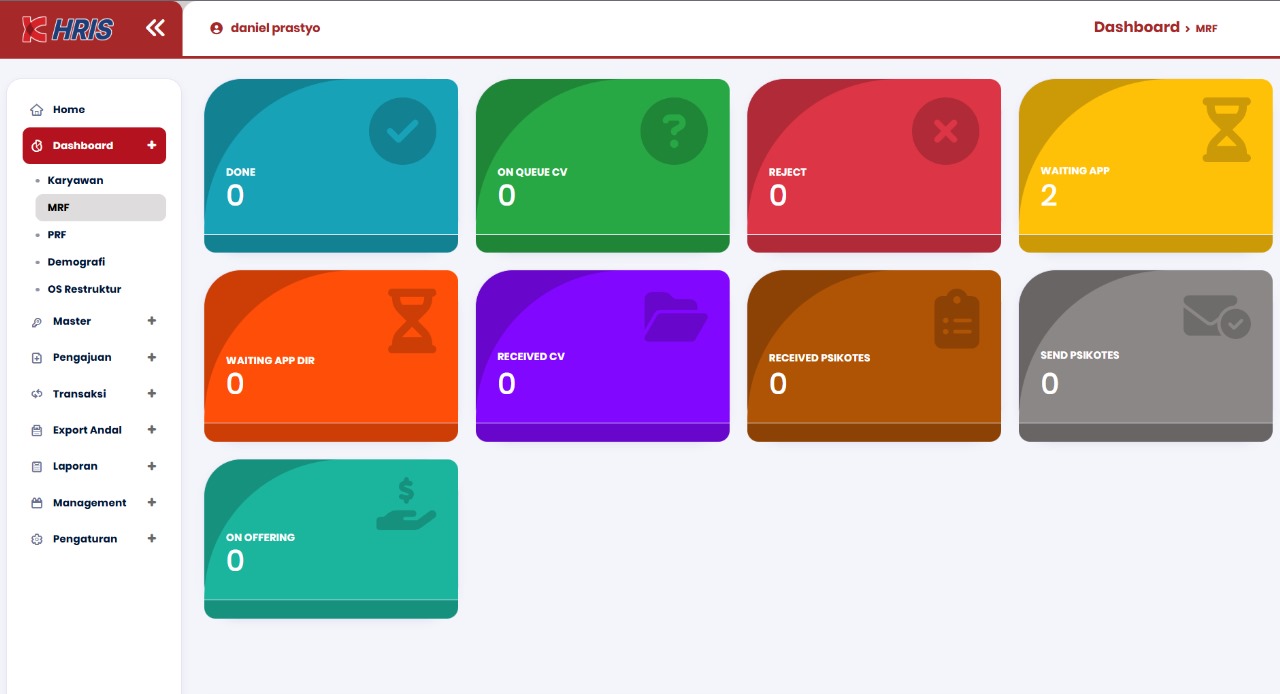 HRIS
daniel prastyo
Dashboard > MRF
Home
Dashboard +
Karyawan
MRF
PRF
Demografi
OS Restruktur
Master +
Pengajuan +
Transaksi +
Export Andal +
Laporan +
Management +
Pengaturan +
DONE
0
ON QUEUE CV
0
REJECT
0
WAITING APP
2
WAITING APP DIR
0
RECEIVED CV
0
RECEIVED PSIKOTES
0
SEND PSIKOTES
0
ON OFFERING
0